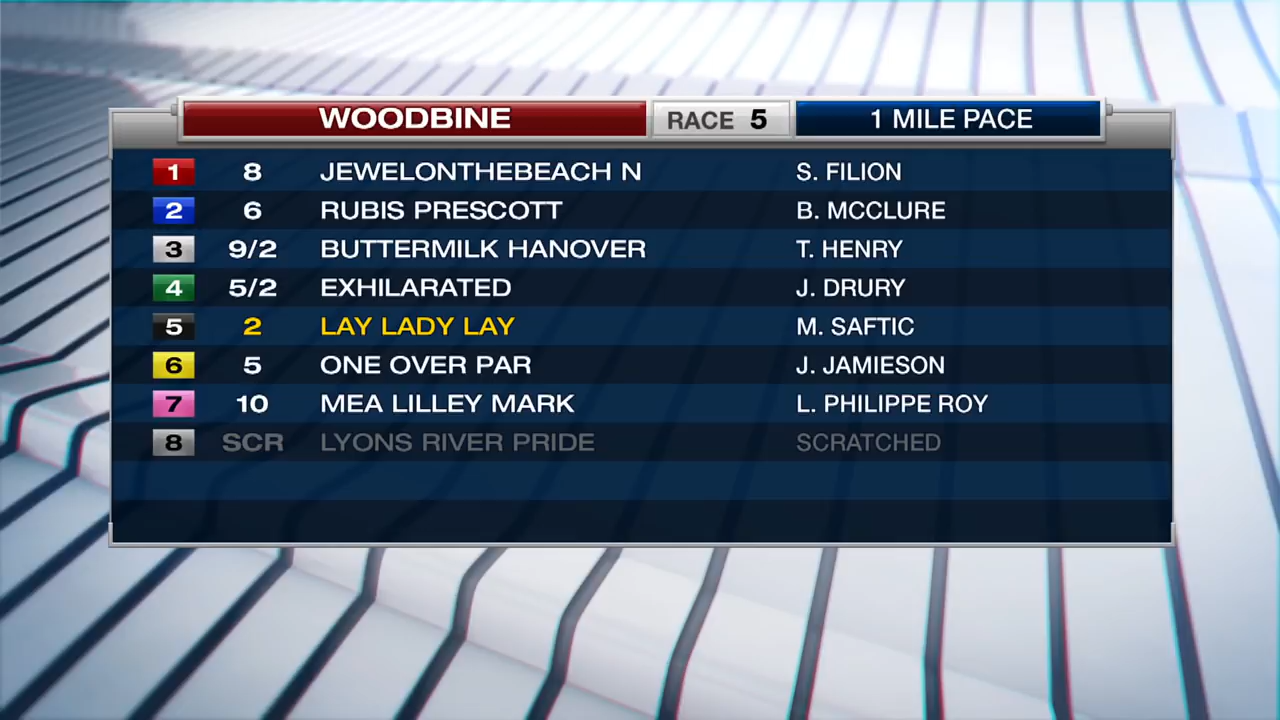 WOODBINE RACE 5 1 MILE PACE
1 8 JEWELONTHEBEACH N S. FILION
2 6 RUBIS PRESCOTT B. MCCLURE
3 9/2 BUTTERMILK HANOVER T. HENRY
4 5/2 EXHILARATED J. DRURY
5 2 LAY LADY LAY M. SAFTIC
6 5 ONE OVER PAR J. JAMIESON
7 10 MEA LILLEY MARK L. PHILIPPE ROY
8 SCR LYONS RIVER PRIDE SCRATCHED